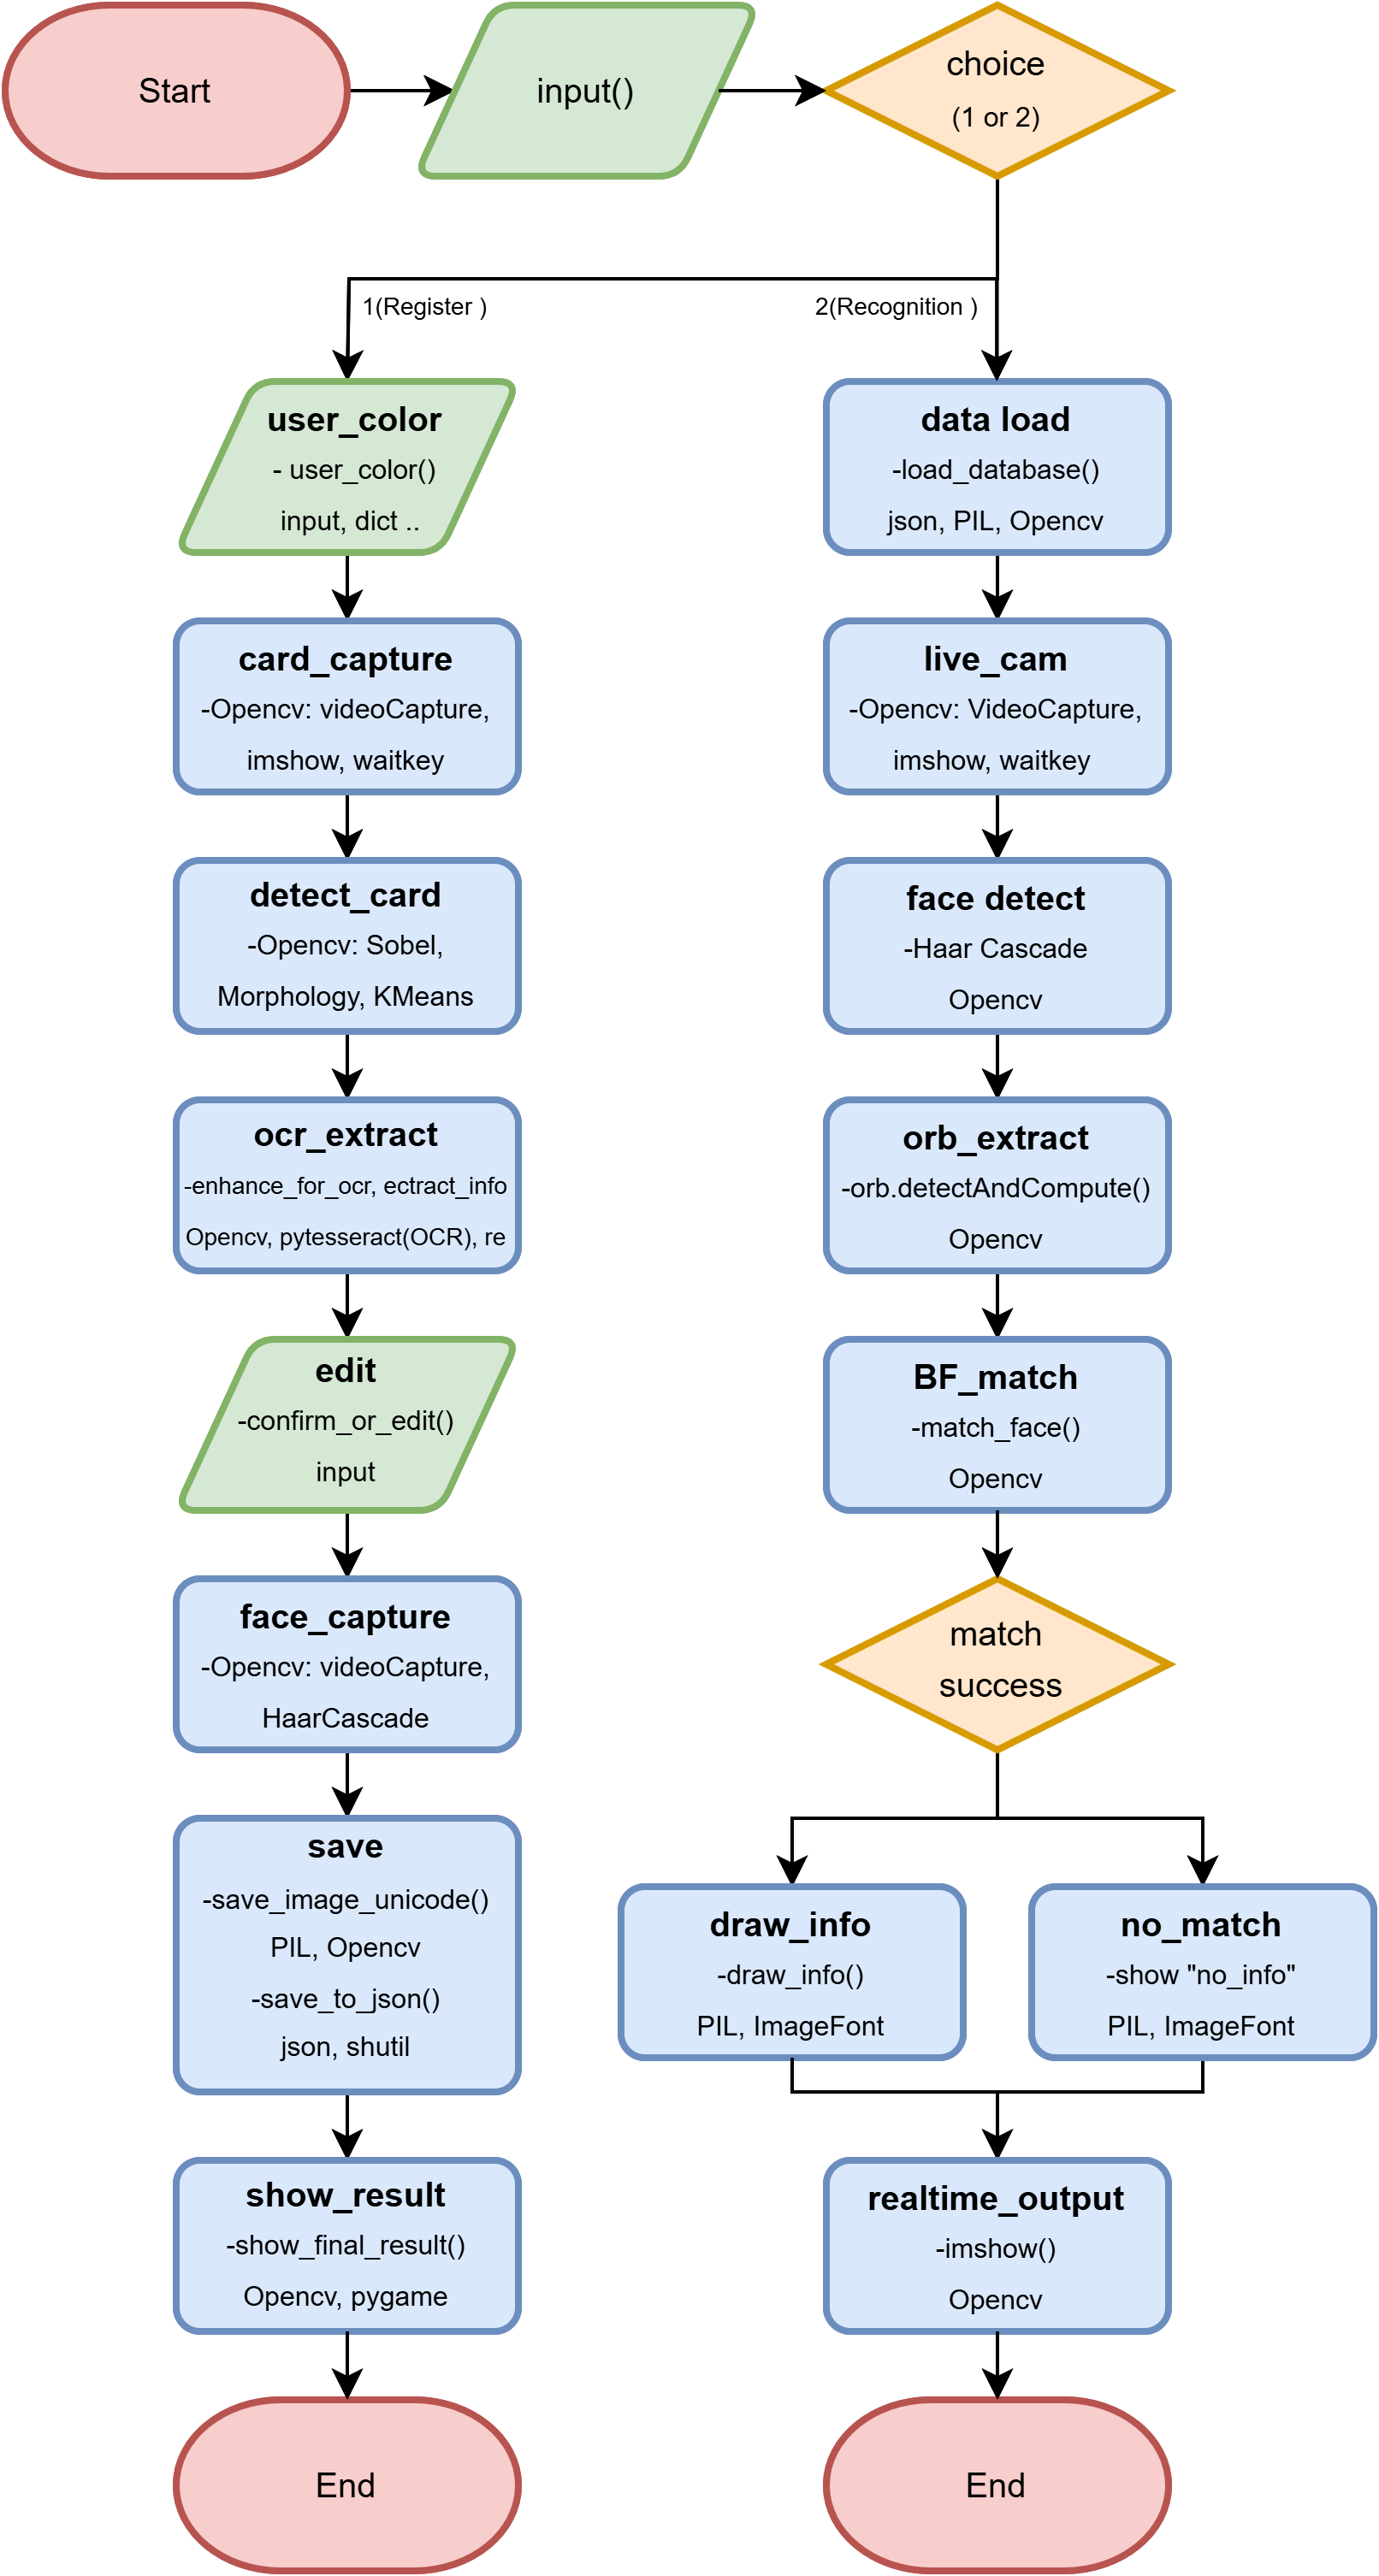 Start
input()
choice
(1 or 2)
1(Register )
2(Recognition )
user_color
- user_color()
input, dict ..
card_capture
-Opencv: videoCapture,
imshow, waitkey
detect_card
-Opencv: Sobel,
Morphology, KMeans
ocr_extract
-enhance_for_ocr, ectract_info
Opencv, pytesseract(OCR), re
edit
-confirm_or_edit()
input
face_capture
-Opencv: videoCapture,
HaarCascade
save
-save_image_unicode()
PIL, Opencv
-save_to_json()
json, shutil
show_result
-show_final_result()
Opencv, pygame
End
data load
-load_database()
json, PIL, Opencv
live_cam
-Opencv: VideoCapture,
imshow, waitkey
face detect
-Haar Cascade
Opencv
orb_extract
-orb.detectAndCompute()
Opencv
BF_match
-match_face()
Opencv
match
success
draw_info
-draw_info()
PIL, ImageFont
no_match
-show "no_info"
PIL, ImageFont
realtime_output
-imshow()
Opencv
End